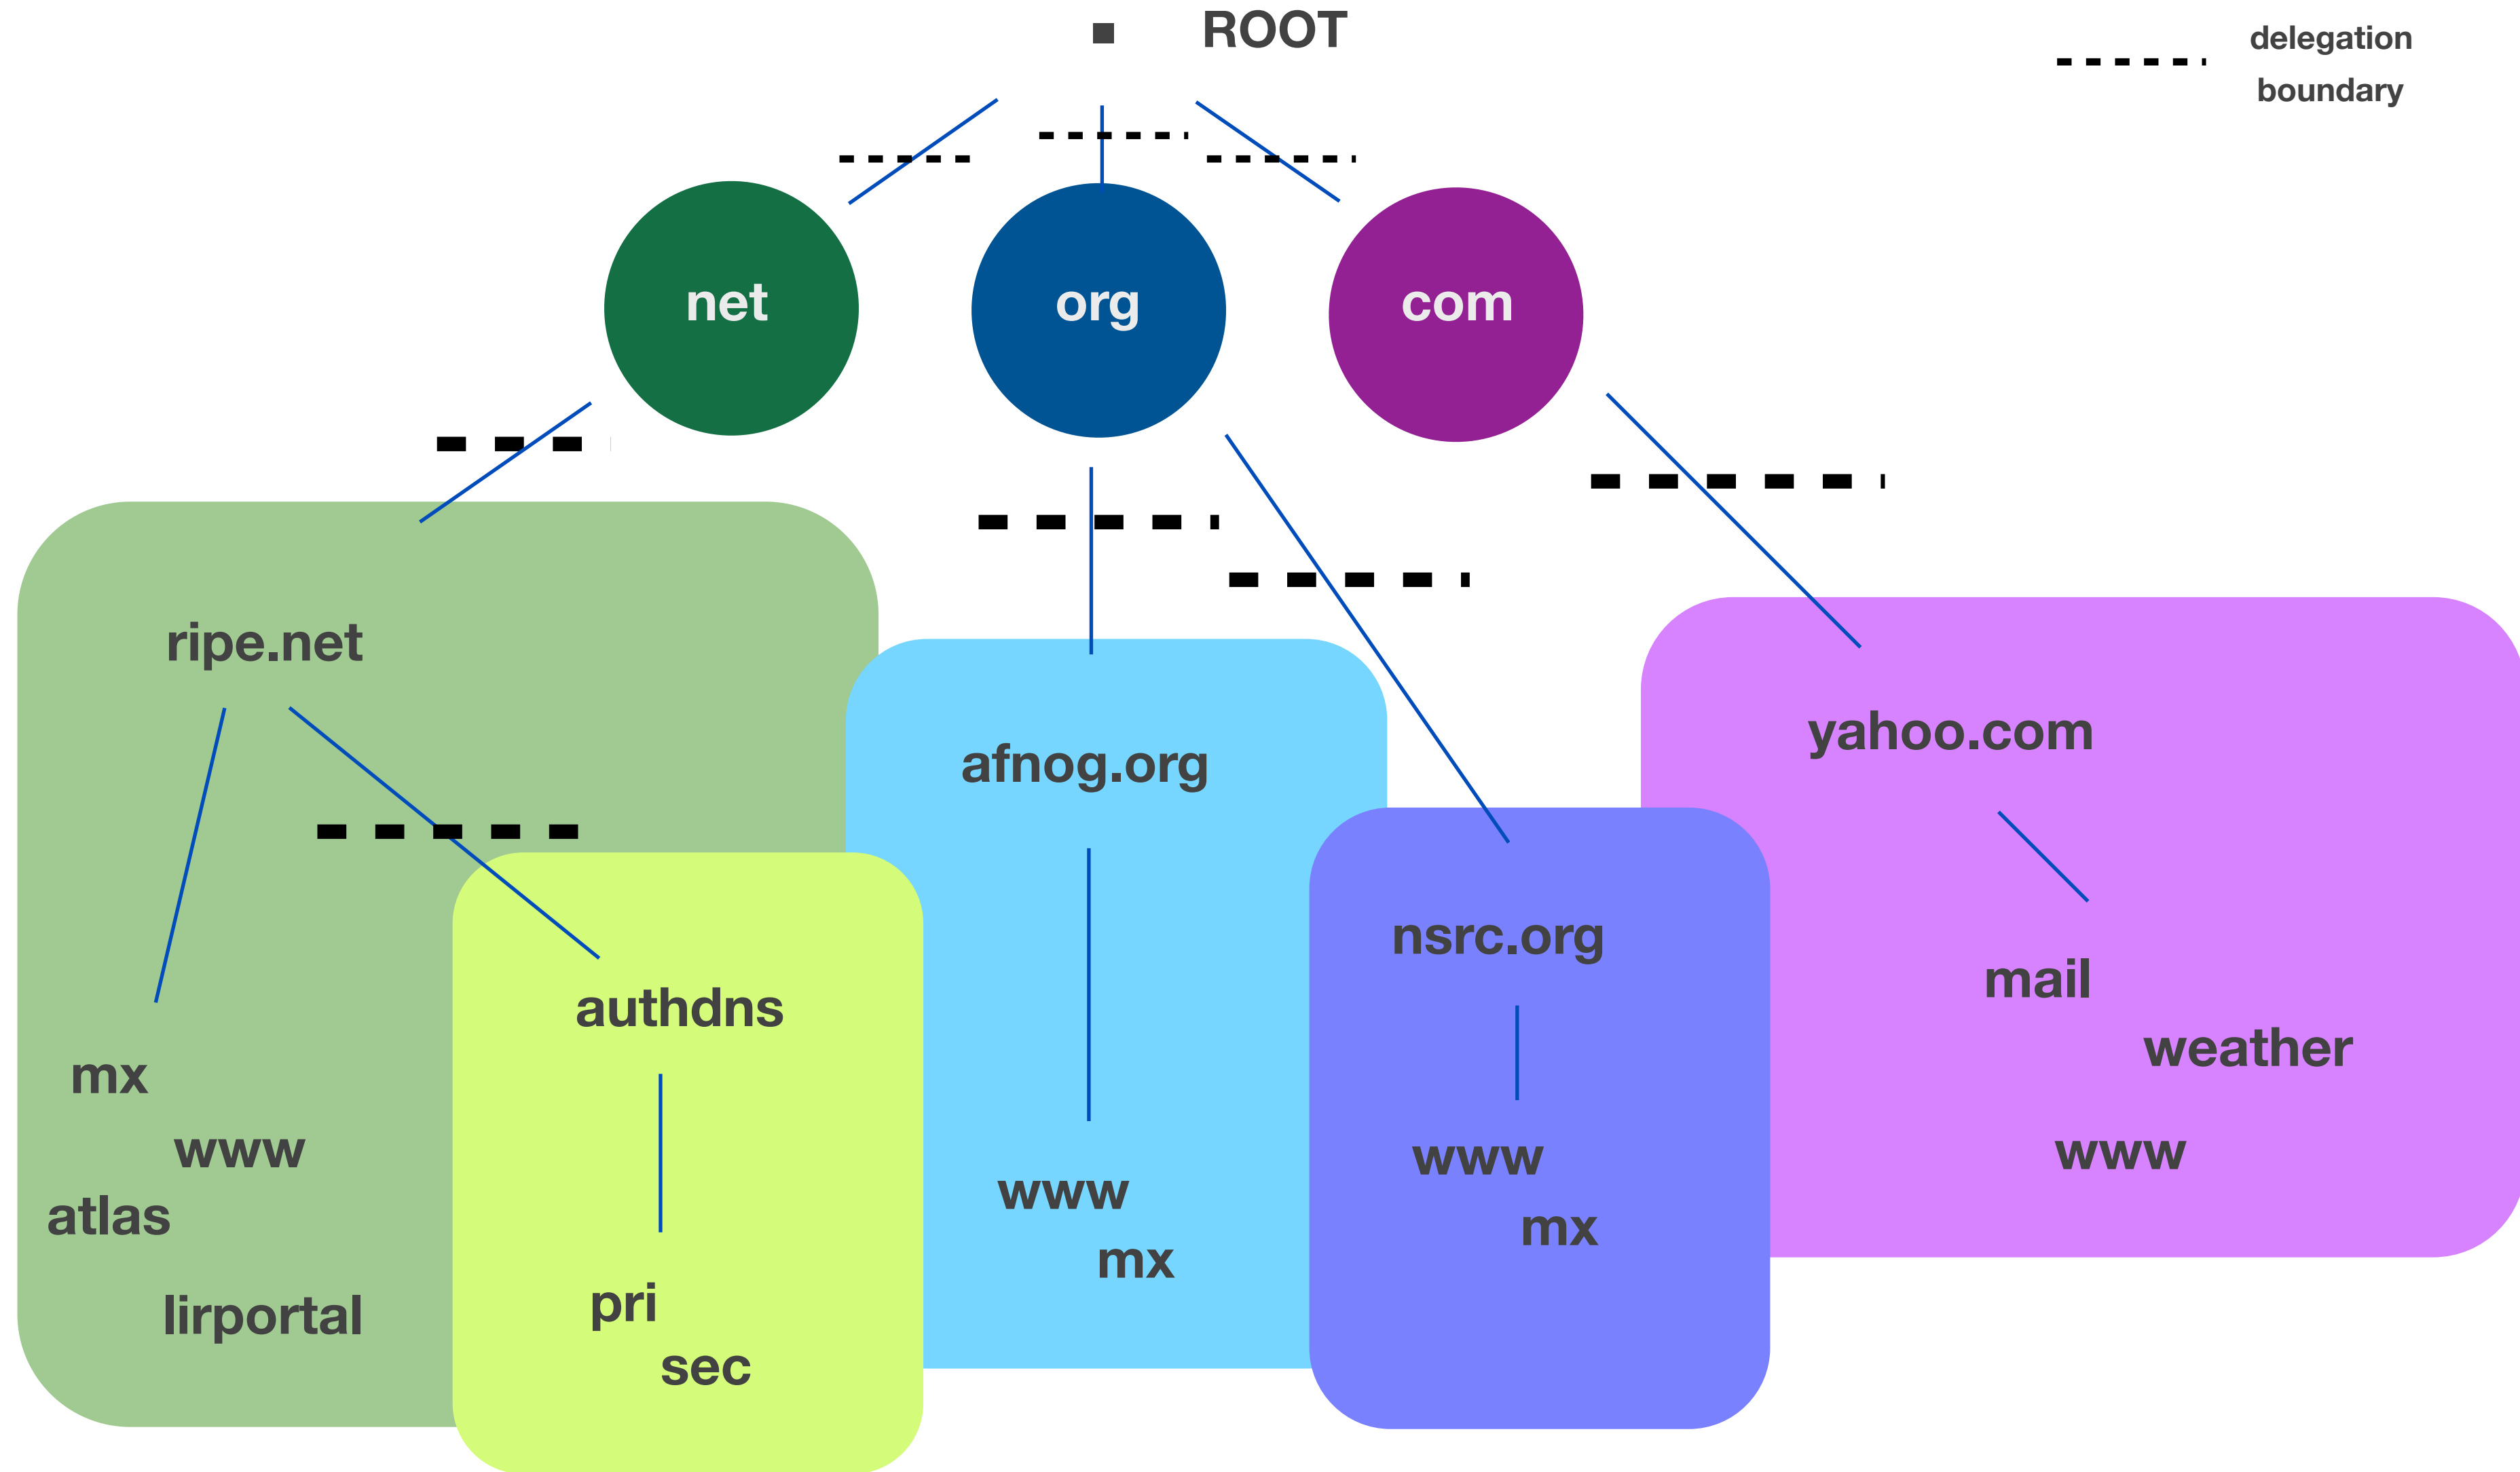 ROOT
delegation
boundary
net
org
com
ripe.net
afnog.org
yahoo.com
nsrc.org
authdns
mail
weather
www
mx
www
atlas
lirportal
pri
sec
www
mx
www
mx